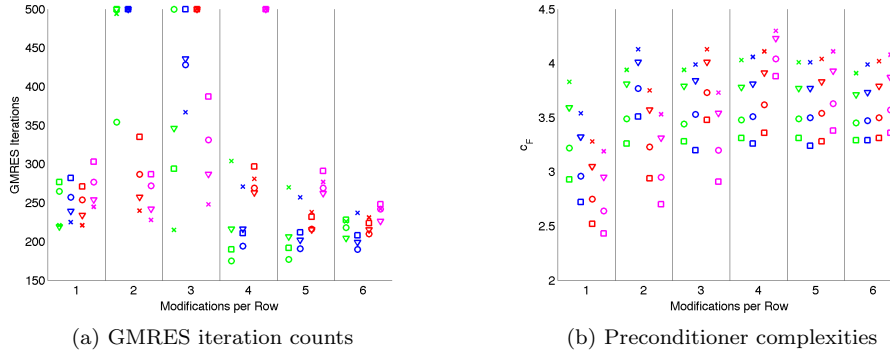 500
450
400
350
300
250
200
150
GMRES Iterations
1 2 3 4 5 6
Modifications per Row
(a) GMRES iteration counts
4.5
4
3.5
3
2.5
2
c_F
1 2 3 4 5 6
Modifications per Row
(b) Preconditioner complexities